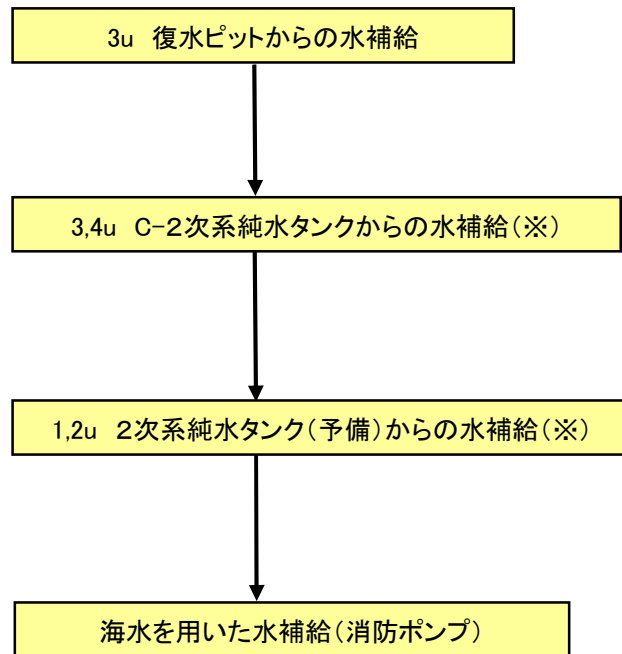 3u 復水ピットからの水補給
3,4u C-2次系純水タンクからの水補給(※)
1,2u 2次系純水タンク(予備)からの水補給(※)
海水を用いた水補給(消防ポンプ)